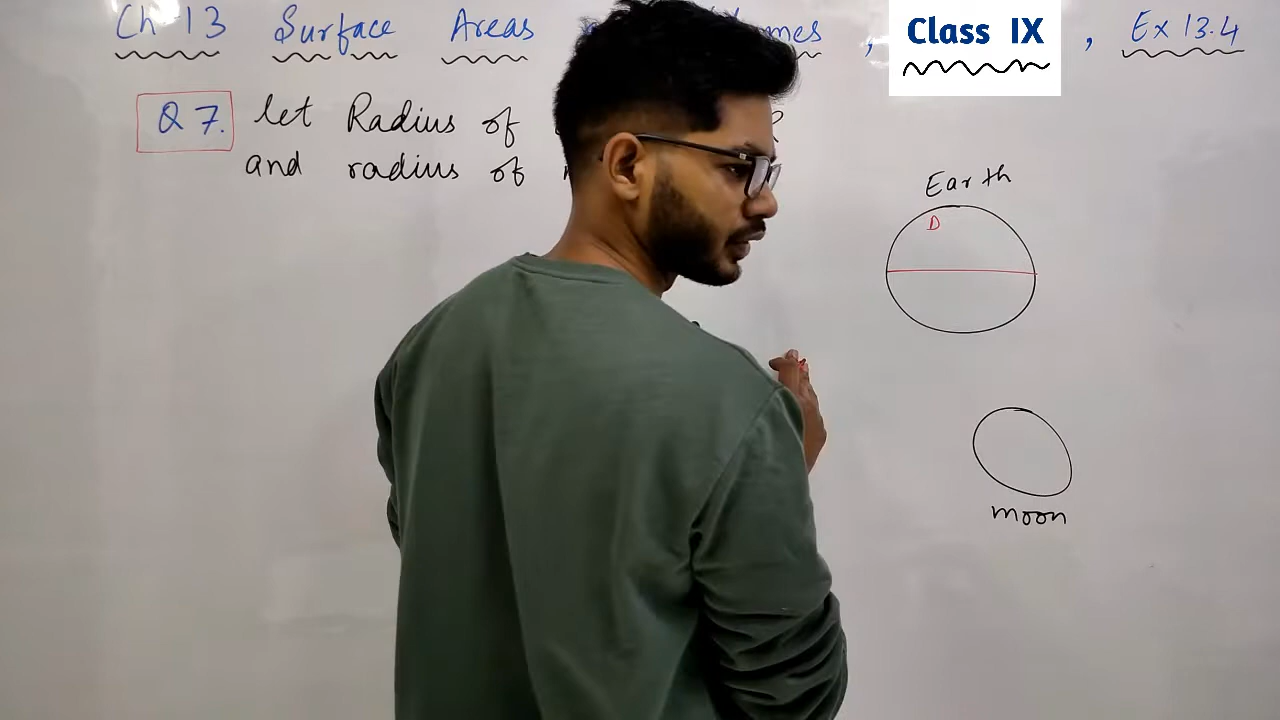 Ch-13 Surface Areas , Class IX , Ex 13.4
Q 7. let Radius of
and radius of
Earth
D
moon